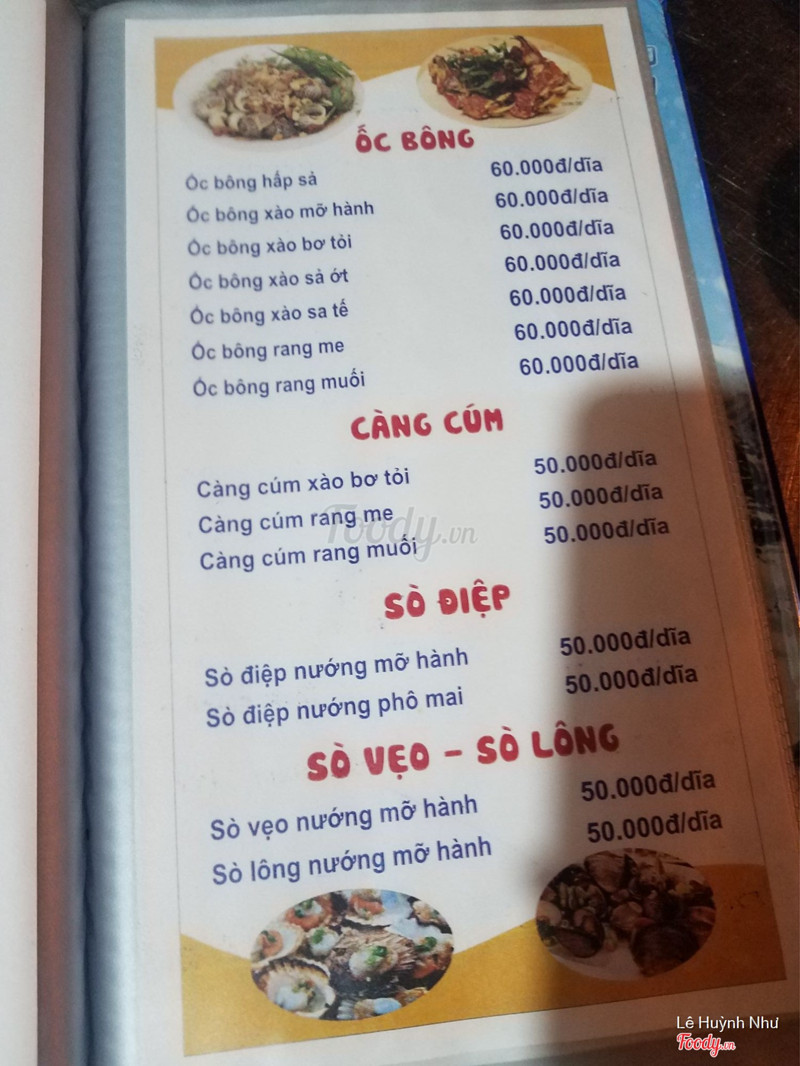 ỐC BÔNG
Ốc bông hấp sả 60.000đ/dĩa
Ốc bông xào mỡ hành 60.000đ/dĩa
Ốc bông xào bơ tỏi 60.000đ/dĩa
Ốc bông xào sả ớt 60.000đ/dĩa
Ốc bông xào sa tế 60.000đ/dĩa
Ốc bông rang me 60.000đ/dĩa
Ốc bông rang muối 60.000đ/dĩa
CÀNG CÚM
Càng cúm xào bơ tỏi 50.000đ/dĩa
Càng cúm rang me 50.000đ/dĩa
Càng cúm rang muối 50.000đ/dĩa
Foody.vn
SÒ ĐIỆP
Sò điệp nướng mỡ hành 50.000đ/dĩa
Sò điệp nướng phô mai 50.000đ/dĩa
SÒ VẸO - SÒ LÔNG
Sò vẹo nướng mỡ hành 50.000đ/dĩa
Sò lông nướng mỡ hành 50.000đ/dĩa
Lê Huỳnh Như
Foody.vn